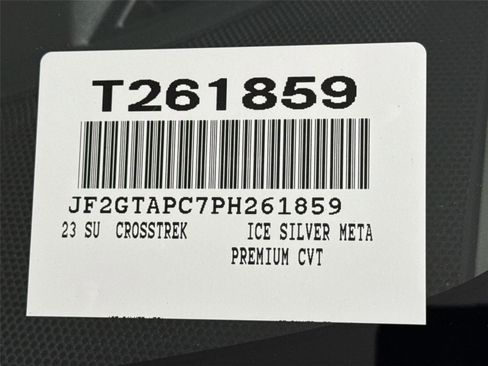 T261859
JF2GTAPC7PH261859
23 SU CROSSTREK ICE SILVER META
PREMIUM CVT